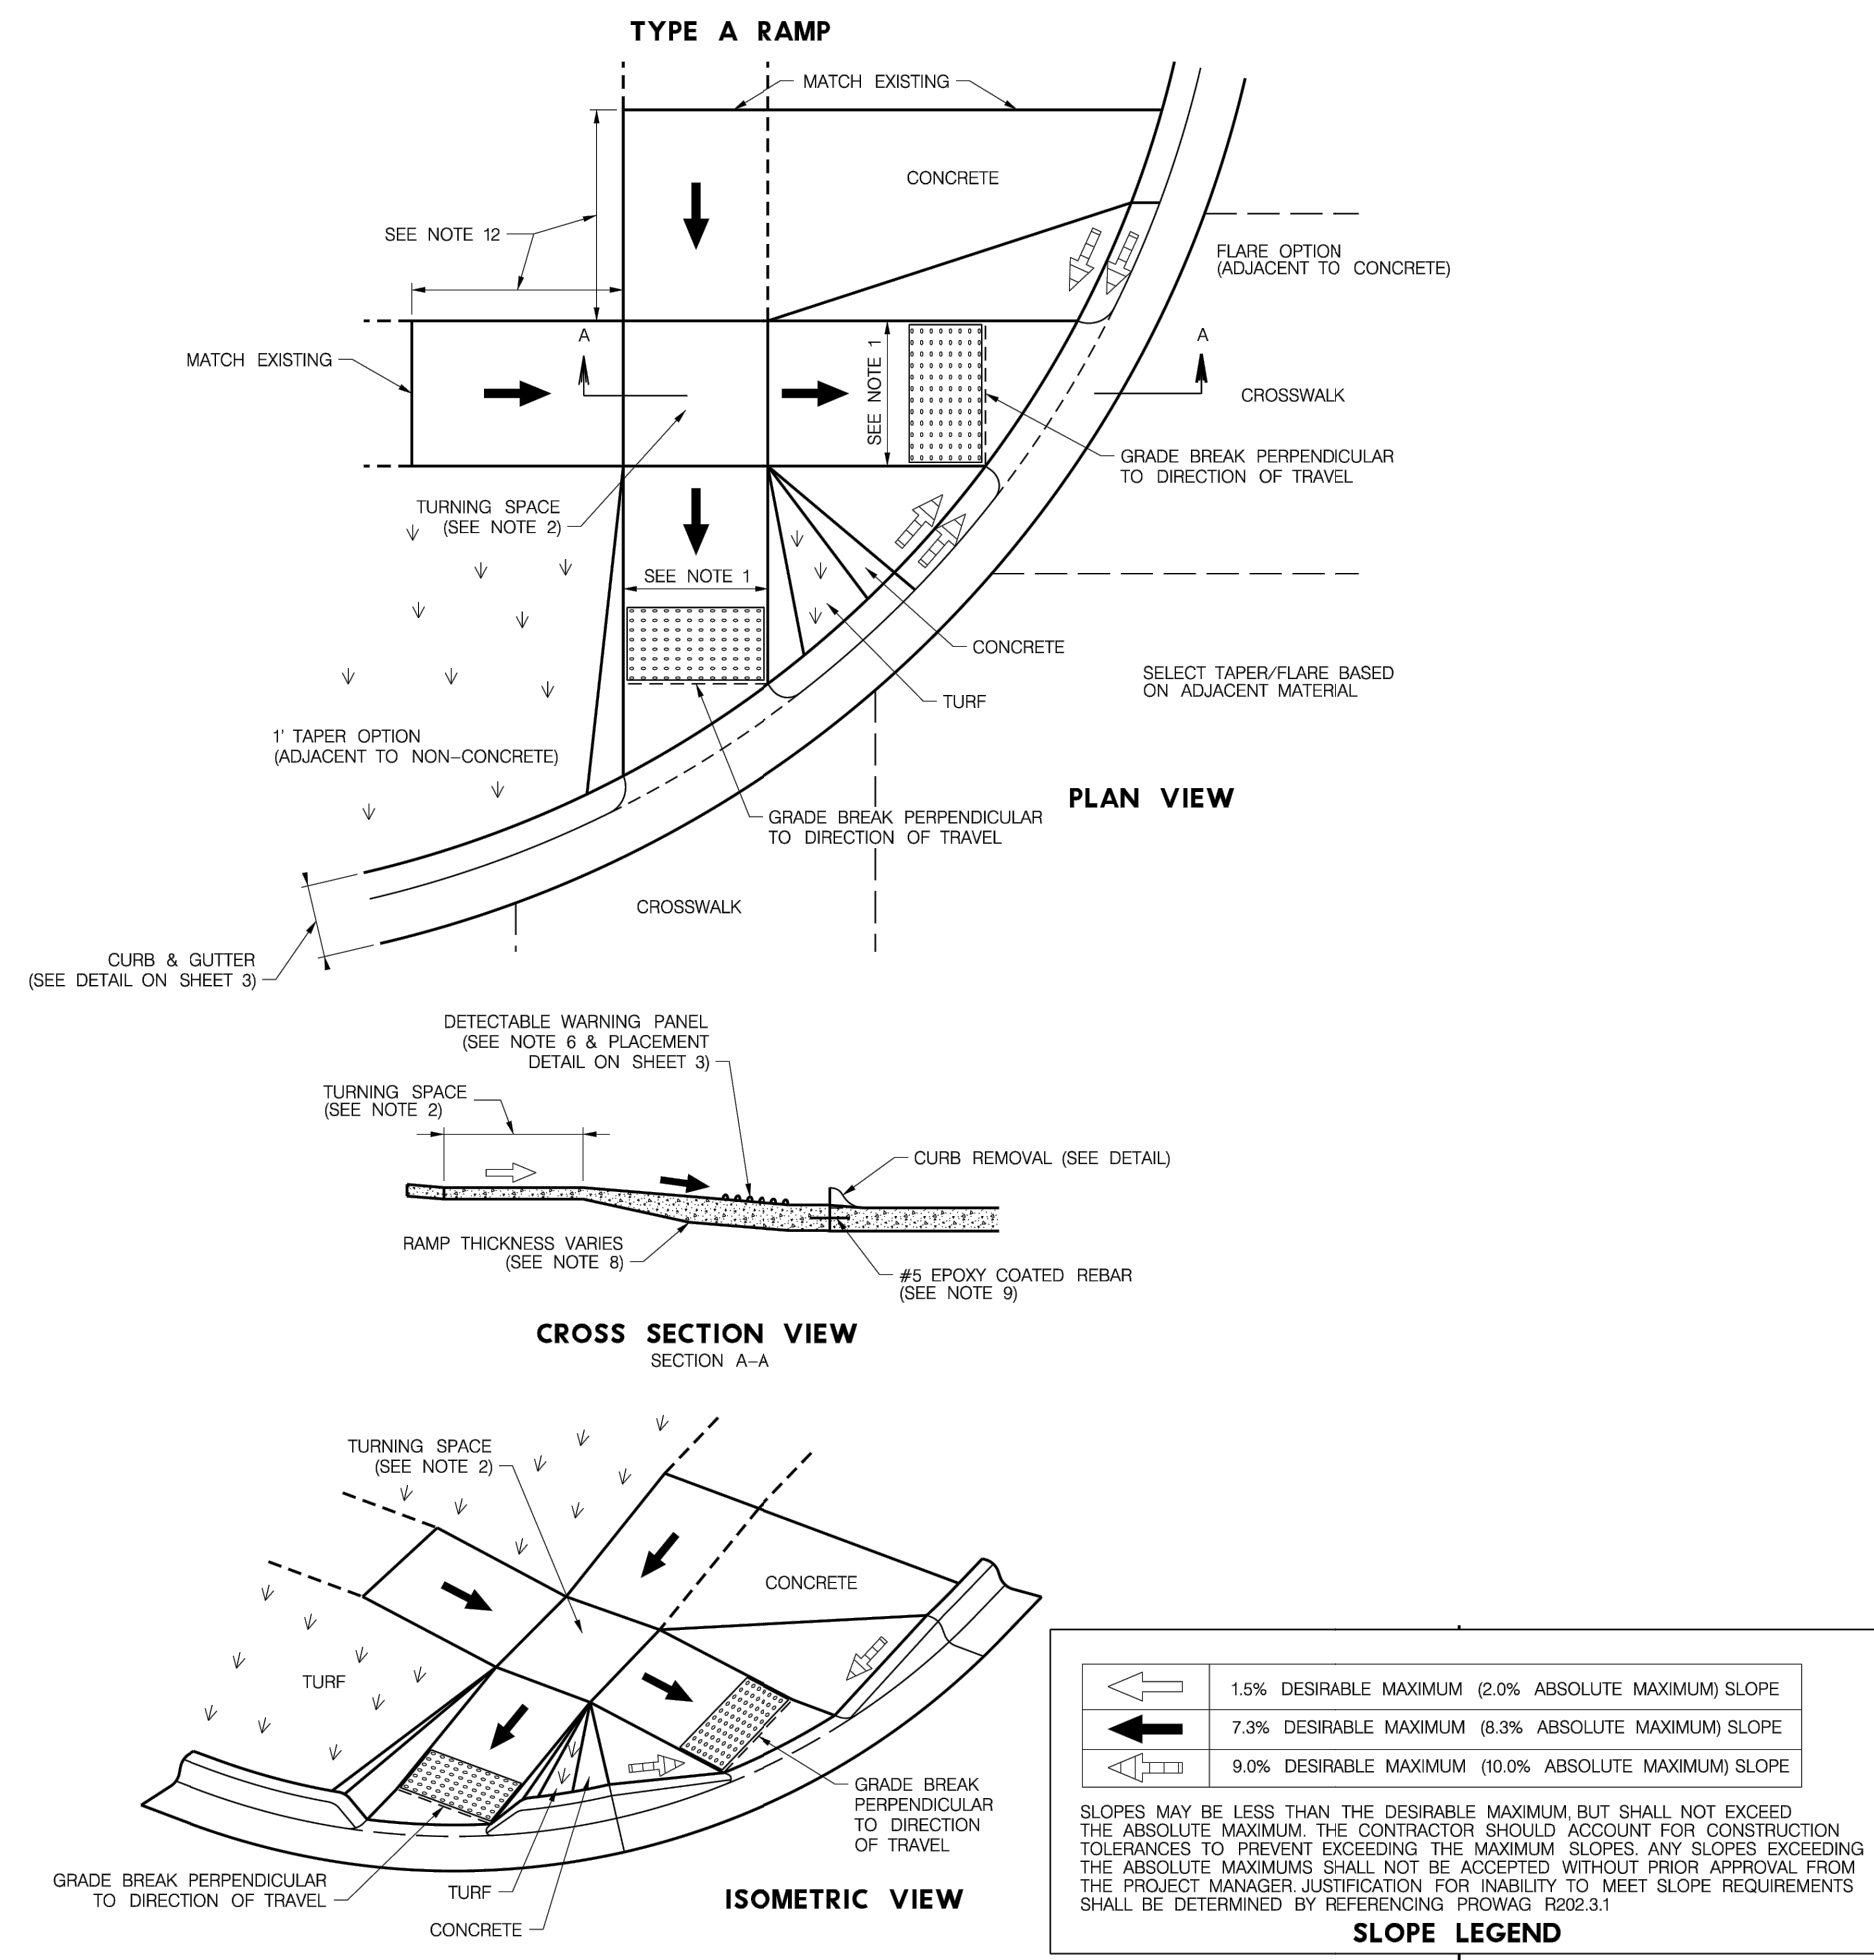 TYPE A RAMP
MATCH EXISTING
CONCRETE
SEE NOTE 12
FLARE OPTION
(ADJACENT TO CONCRETE)
A
A
MATCH EXISTING
SEE NOTE 1
CROSSWALK
GRADE BREAK PERPENDICULAR
TO DIRECTION OF TRAVEL
TURNING SPACE
(SEE NOTE 2)
SEE NOTE 1
CONCRETE
SELECT TAPER/FLARE BASED
ON ADJACENT MATERIAL
TURF
1' TAPER OPTION
(ADJACENT TO NON-CONCRETE)
PLAN VIEW
GRADE BREAK PERPENDICULAR
TO DIRECTION OF TRAVEL
CROSSWALK
CURB & GUTTER
(SEE DETAIL ON SHEET 3)
DETECTABLE WARNING PANEL
(SEE NOTE 6 & PLACEMENT
DETAIL ON SHEET 3)
TURNING SPACE
(SEE NOTE 2)
CURB REMOVAL (SEE DETAIL)
RAMP THICKNESS VARIES
(SEE NOTE 8)
#5 EPOXY COATED REBAR
(SEE NOTE 9)
CROSS SECTION VIEW
SECTION A-A
TURNING SPACE
(SEE NOTE 2)
CONCRETE
TURF
GRADE BREAK
PERPENDICULAR
TO DIRECTION
OF TRAVEL
GRADE BREAK PERPENDICULAR
TO DIRECTION OF TRAVEL
TURF
CONCRETE
ISOMETRIC VIEW
1.5% DESIRABLE MAXIMUM (2.0% ABSOLUTE MAXIMUM) SLOPE
7.3% DESIRABLE MAXIMUM (8.3% ABSOLUTE MAXIMUM) SLOPE
9.0% DESIRABLE MAXIMUM (10.0% ABSOLUTE MAXIMUM) SLOPE
SLOPES MAY BE LESS THAN THE DESIRABLE MAXIMUM, BUT SHALL NOT EXCEED
THE ABSOLUTE MAXIMUM. THE CONTRACTOR SHOULD ACCOUNT FOR CONSTRUCTION
TOLERANCES TO PREVENT EXCEEDING THE MAXIMUM SLOPES. ANY SLOPES EXCEEDING
THE ABSOLUTE MAXIMUMS SHALL NOT BE ACCEPTED WITHOUT PRIOR APPROVAL FROM
THE PROJECT MANAGER. JUSTIFICATION FOR INABILITY TO MEET SLOPE REQUIREMENTS
SHALL BE DETERMINED BY REFERENCING PROWAG R202.3.1
SLOPE LEGEND